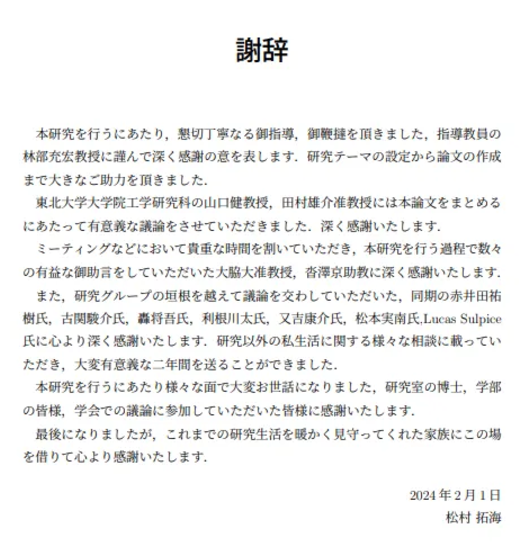 謝辞
本研究を行うにあたり，懇切丁寧なる御指導，御鞭撻を頂きました，指導教員の
林部充宏教授に謹んで深く感謝の意を表します．研究テーマの設定から論文の作成
まで大きなご助力を頂きました．
東北大学大学院工学研究科の山口健教授，田村雄介准教授には本論文をまとめる
にあたって有意義な議論をさせていただきました．深く感謝いたします．
ミーティングなどにおいて貴重な時間を割いていただき，本研究を行う過程で数々
の有益な御助言をしていただいた大脇大准教授，沓澤京助教に深く感謝いたします．
また，研究グループの垣根を越えて議論を交わしていただいた，同期の赤井田祐
樹氏，古関駿介氏，轟将吾氏，利根川太氏，又吉康介氏，松本実南氏,Lucas Sulpice
氏に心より深く感謝いたします．研究以外の私生活に関する様々な相談に載ってい
ただき，大変有意義な二年間を送ることができました．
本研究を行うにあたり様々な面で大変お世話になりました，研究室の博士，学部
の皆様，学会での議論に参加していただいた皆様に感謝いたします．
最後になりましたが，これまでの研究生活を暖かく見守ってくれた家族にこの場
を借りて心より感謝いたします．
2024 年 2 月 1 日
松村 拓海